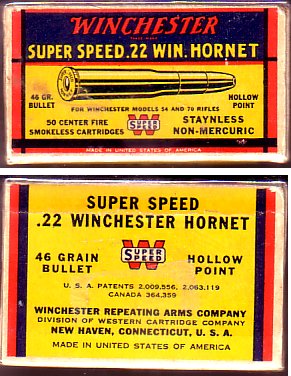 WINCHESTER
TRADE MARK
SUPER SPEED .22 WIN. HORNET
46 GR. BULLET
HOLLOW POINT
FOR WINCHESTER MODELS 54 AND 70 RIFLES
50 CENTER FIRE
SMOKELESS CARTRIDGES
W
SUPER SPEED
STAYNLESS
NON-MERCURIC
MADE IN UNITED STATES OF AMERICA
SUPER SPEED
.22 WINCHESTER HORNET
46 GRAIN
BULLET
W
SUPER SPEED
HOLLOW
POINT
U. S. A. PATENTS 2,009,556, 2,063,119
CANADA 364,359
WINCHESTER REPEATING ARMS COMPANY
DIVISION OF WESTERN CARTRIDGE COMPANY
NEW HAVEN, CONNECTICUT, U. S. A.
MADE IN UNITED STATES OF AMERICA